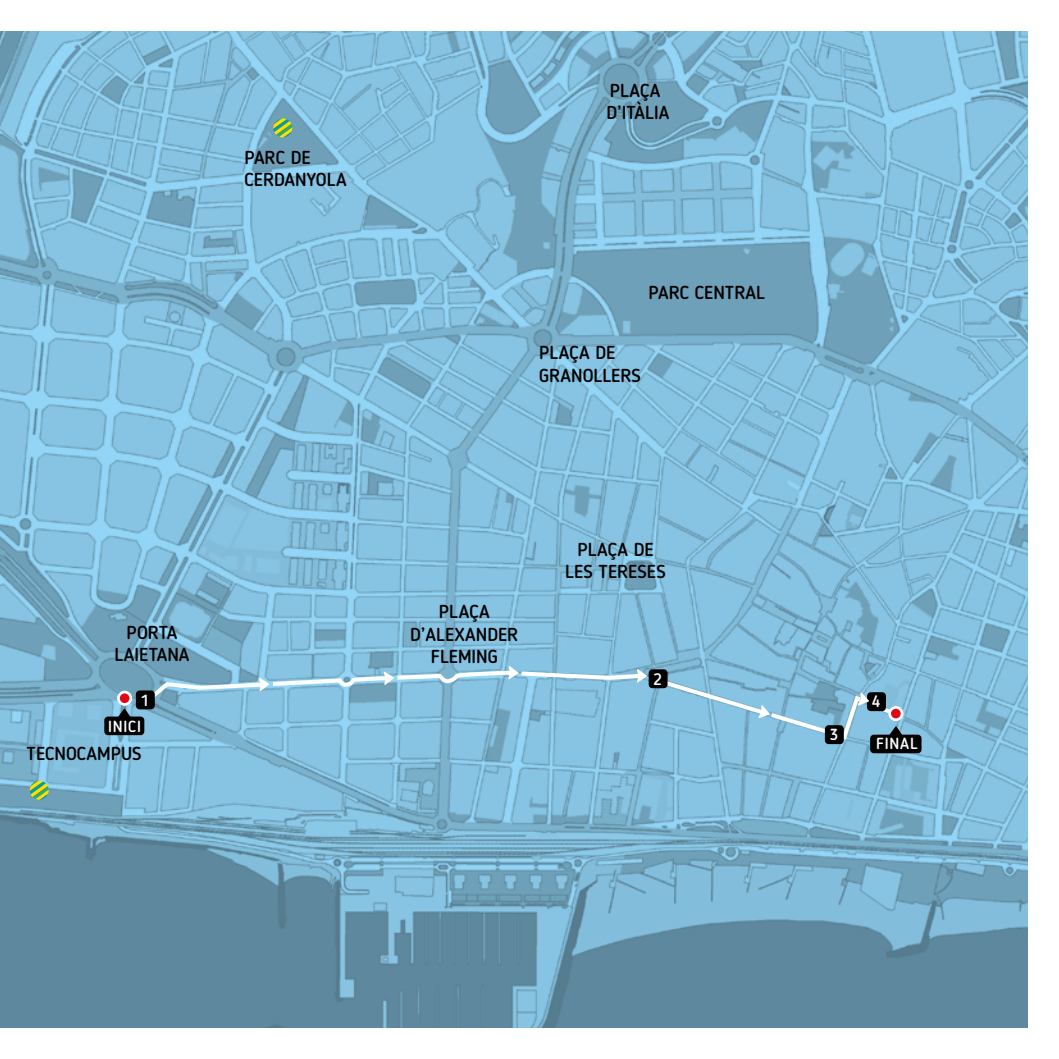 PLAÇA
D'ITÀLIA
PARC DE
CERDANYOLA
PARC CENTRAL
PLAÇA DE
GRANOLLERS
PLAÇA DE
LES TERESES
PLAÇA
D'ALEXANDER
FLEMING
PORTA
LAIETANA
1
INICI
2
3
4
FINAL
TECNOCAMPUS